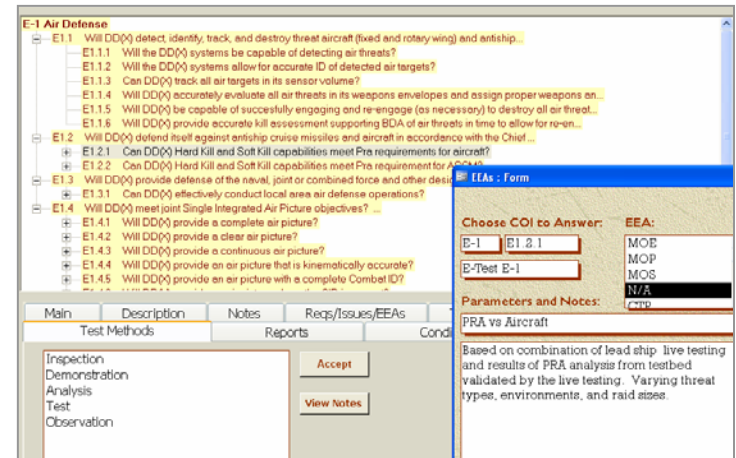 E-1 Air Defense
E1.1 Will DD(X) detect, identify, track, and destroy threat aircraft (fixed and rotary wing) and antiship...
E1.1.1 Will the DD(X) systems be capable of detecting air threats?
E1.1.2 Will the DD(X) systems allow for accurate ID of detected air targets?
E1.1.3 Can DD(X) track all air targets in its sensor volume?
E1.1.4 Will DD(X) accurately evaluate all air threats in its weapons envelopes and assign proper weapons an...
E1.1.5 Will DD(X) be capable of succesfully engaging and re-engage (as necessary) to destroy all air threat...
E1.1.6 Will DD(X) provide accurate kill assessment supporting BDA of air threats in time to allow for re-en...
E1.2 Will DD(X) defend itself against antiship cruise missiles and aircraft in accordance with the Chief...
E1.2.1 Can DD(X) Hard Kill and Soft Kill capabilities meet Pra requirements for aircraft?
E1.2.2 Can DD(X) Hard Kill and Soft Kill capabilities meet Pra requirement for ASCM?
E1.3 Will DD(X) provide defense of the naval, joint or combined force and other
E1.3.1 Can DD(X) effectively conduct local area air defense operations?
E1.4 Will DD(X) meet joint Single Integrated Air Picture objectives? ...
E1.4.1 Will DD(X) provide a complete air picture?
E1.4.2 Will DD(X) provide a clear air picture?
E1.4.3 Will DD(X) provide a continuous air picture?
E1.4.4 Will DD(X) provide an air picture that is kinematically accurate?
E1.4.5 Will DD(X) provide an air picture with a complete Combat ID?
Main Description Notes Reqs/Issues/EEAs
Test Methods Reports Condi
Inspection
Demonstration
Analysis
Test
Observation
Accept
View Notes
EEAs : Form
Choose COI to Answer: EEA:
E-1 E1.2.1
E-Test E-1
MOE
MOP
MOS
N/A
CTP
Parameters and Notes:
PRA vs Aircraft
Based on combination of lead ship live testing
and results of PRA analysis from testbed
validated by the live testing. Varying threat
types, environments, and raid sizes.